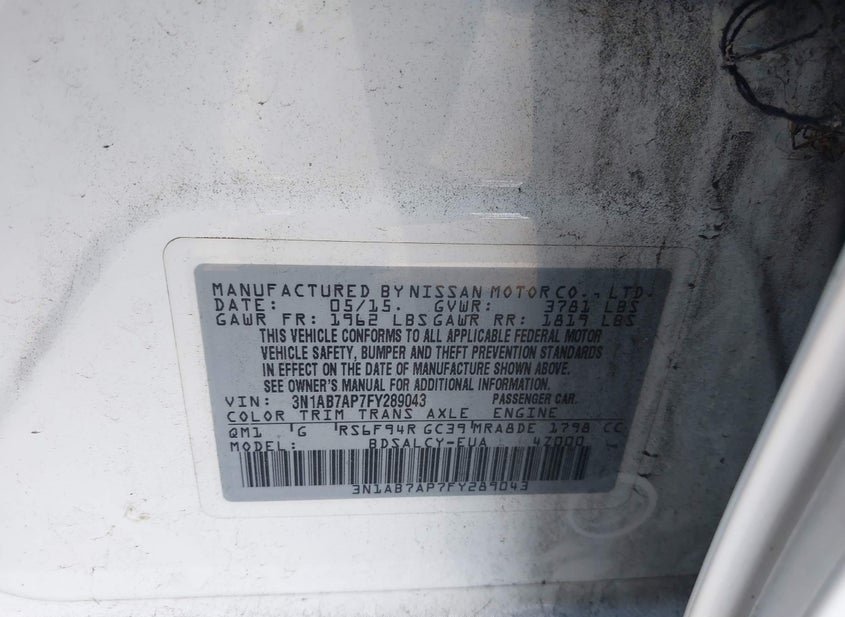 MANUFACTURED BY NISSAN MOTOR CO., LTD.
DATE: 05/15. GVWR: 3781 LBS
GAWR FR: 1962 LBS GAWR RR: 1819 LBS
THIS VEHICLE CONFORMS TO ALL APPLICABLE FEDERAL MOTOR
VEHICLE SAFETY, BUMPER AND THEFT PREVENTION STANDARDS
IN EFFECT ON THE DATE OF MANUFACTURE SHOWN ABOVE.
SEE OWNER'S MANUAL FOR ADDITIONAL INFORMATION.
VIN: 3N1AB7AP7FY289043 PASSENGER CAR.
COLOR TRIM TRANS AXLE ENGINE
QM1 G RS6F94R GC39 MRA8DE 1798 CC
MODEL: BDSALCY-EUA 4Z000 -
3N1AB7AP7FY289043